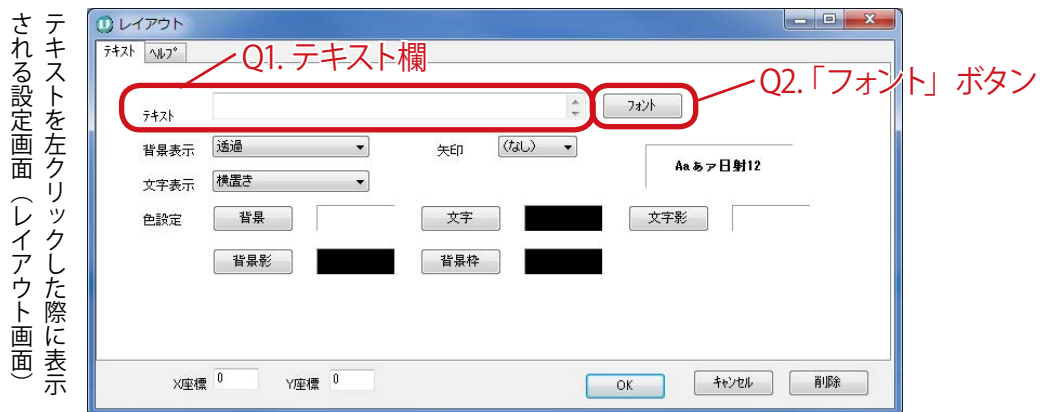 テキストを左クリックした際に表示
される設定画面（レイアウト画面）
レイアウト
テキスト ヘルプ
Q1. テキスト欄
Q2.「フォント」ボタン
テキスト
フォント
背景表示 透過 矢印 (なし)
Aaあァ日射12
文字表示 横置き
色設定 背景 文字 文字影
背景影 背景枠
X座標 0 Y座標 0 OK キャンセル 削除